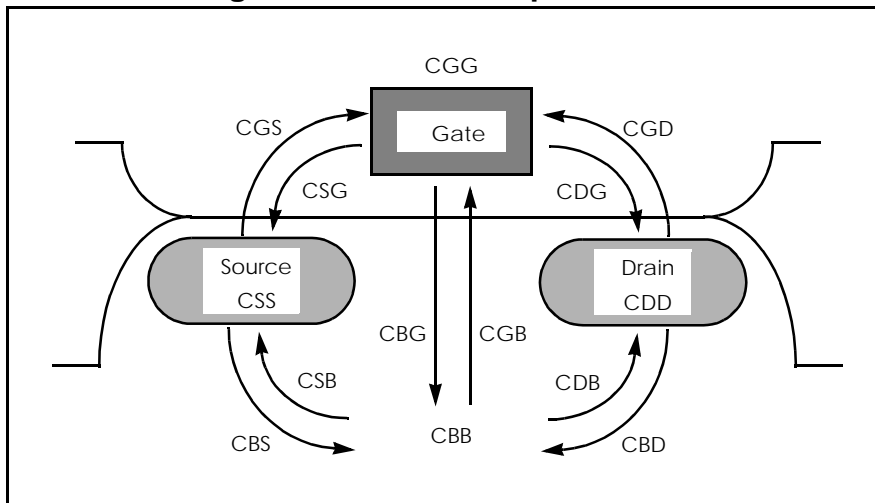 CGG
CGS
Gate
CGD
CSG
CDG
Source
CSS
Drain
CDD
CBG
CGB
CSB
CDB
CBS
CBB
CBD